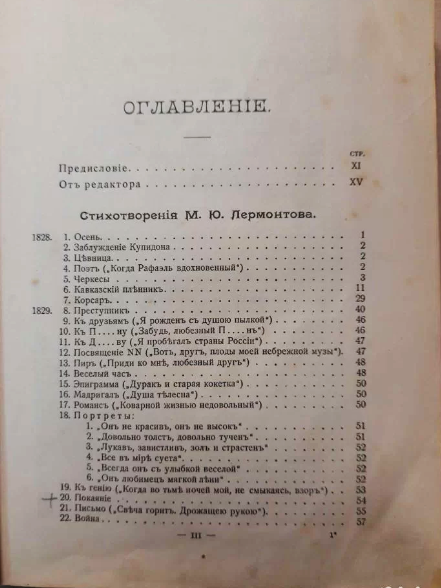 ОГЛАВЛЕНІЕ.
СТР.
Предисловіе. XI
Отъ редактора XV
Стихотворенія М. Ю. Лермонтова.
1828. 1. Осень. 1
2. Заблужденіе Купидона 2
3. Цѣвница. 2
4. Поэтъ („Когда Рафаэль вдохновенный“) 2
5. Черкесы 3
6. Кавказскій плѣнникъ. 11
7. Корсаръ. 29
1829. 8. Преступникъ 40
9. Къ друзьямъ („Я рожденъ съ душою пылкой“) 46
10. Къ П....ну („Забудь, любезный П....нъ“) 46
11. Къ Д....ву („Я пробѣгалъ страны Россіи“) 47
12. Посвященіе NN („Вотъ, другъ, плоды моей небрежной музы“). 47
13. Пиръ („Приди ко мнѣ, любезный другъ“) 48
14. Веселый часъ. 48
15. Эпиграмма („Дуракъ и старая кокетка“) 50
16. Мадригалъ („Душа тѣлесна“) 50
17. Романсъ („Коварной жизнью недовольный“) 50
18. Портреты:
1. „Онъ не красивъ, онъ не высокъ“ 51
2. „Довольно толстъ, довольно тученъ“ 51
3. „Лукавъ, завистливъ, золъ и страстенъ“ 52
4. „Все въ мірѣ суета“ 52
5. „Всегда онъ съ улыбкой веселой“ 52
6. „Онъ любимецъ мягкой лѣни“ 52
19. Къ генію („Когда во тьмѣ ночей мой, не смыкаясь, взоръ“) 53
20. Покаяніе 54
21. Письмо („Свѣча горитъ. Дрожащею рукою“) 55
22. Война 57
— III — 1*